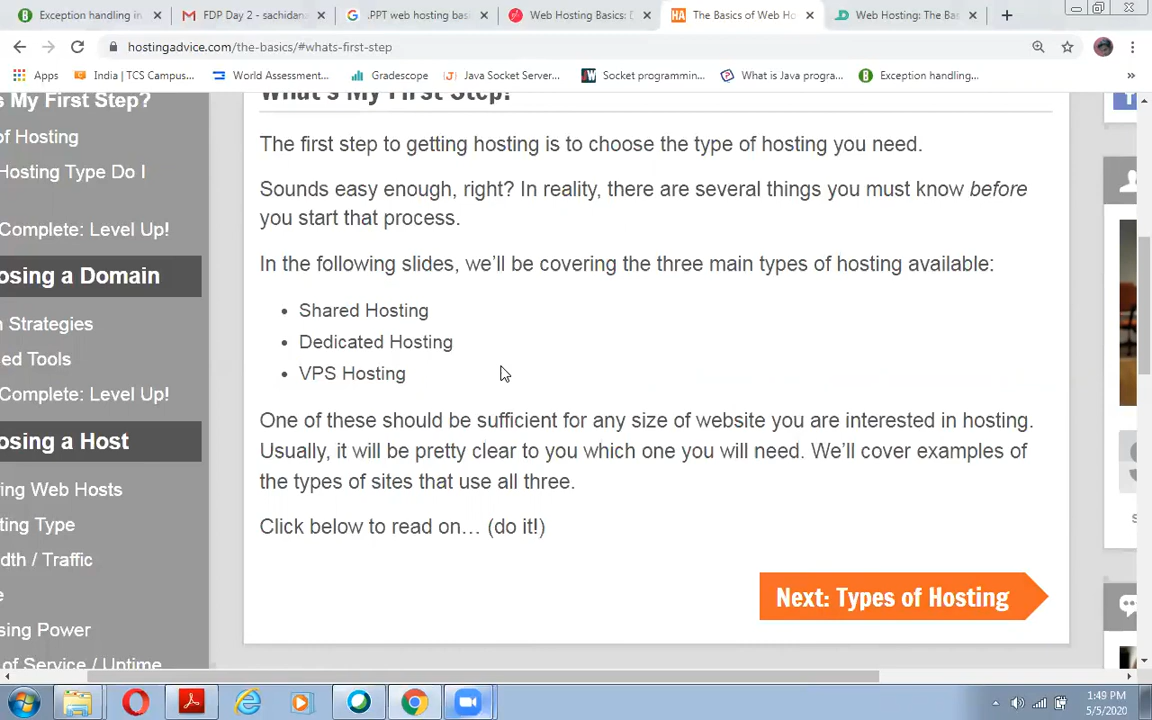 Exception handling in
FDP Day 2 - sachidan
.PPT web hosting bas
Web Hosting Basics: D
The Basics of Web Ho
Web Hosting: The Bas
hostingadvice.com/the-basics/#whats-first-step
Apps
India | TCS Campus...
World Assessment...
Gradescope
Java Socket Server...
Socket programmin...
What is Java progra...
Exception handling...
»
s My First Step?
of Hosting
Hosting Type Do I
Complete: Level Up!
osing a Domain
n Strategies
ed Tools
Complete: Level Up!
osing a Host
ring Web Hosts
ting Type
dth / Traffic
e
sing Power
of Service / Uptime
What's My First Step?
The first step to getting hosting is to choose the type of hosting you need.
Sounds easy enough, right? In reality, there are several things you must know before
you start that process.
In the following slides, we'll be covering the three main types of hosting available:
• Shared Hosting
• Dedicated Hosting
• VPS Hosting
One of these should be sufficient for any size of website you are interested in hosting.
Usually, it will be pretty clear to you which one you will need. We'll cover examples of
the types of sites that use all three.
Click below to read on… (do it!)
Next: Types of Hosting
1:49 PM
5/5/2020